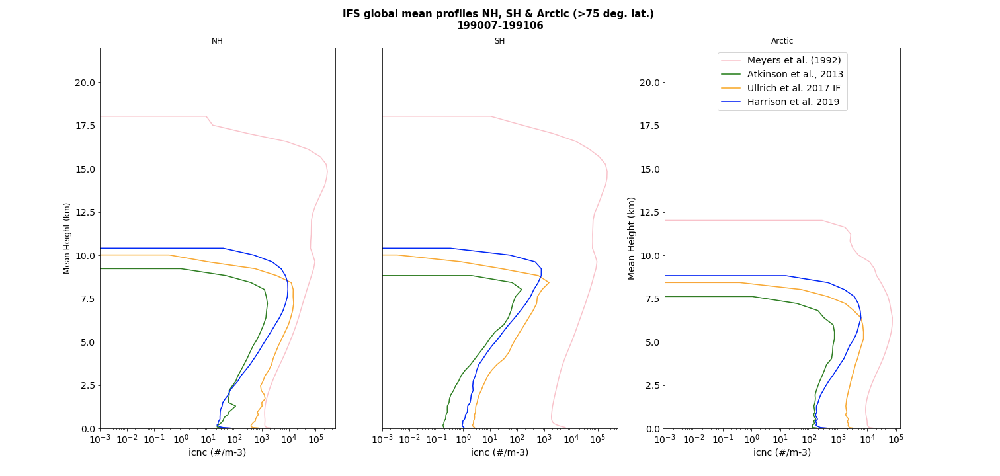 IFS global mean profiles NH, SH & Arctic (>75 deg. lat.)
199007-199106
NH
Mean Height (km)
20.0
17.5
15.0
12.5
10.0
7.5
5.0
2.5
0.0
10⁻³ 10⁻² 10⁻¹ 10⁰ 10¹ 10² 10³ 10⁴ 10⁵
icnc (#/m-3)
SH
10⁻³ 10⁻² 10⁻¹ 10⁰ 10¹ 10² 10³ 10⁴ 10⁵
icnc (#/m-3)
Arctic
Meyers et al. (1992)
Atkinson et al., 2013
Ullrich et al. 2017 IF
Harrison et al. 2019
Mean Height (km)
20.0
17.5
15.0
12.5
10.0
7.5
5.0
2.5
0.0
10⁻³ 10⁻² 10⁻¹ 10⁰ 10¹ 10² 10³ 10⁴ 10⁵
icnc (#/m-3)